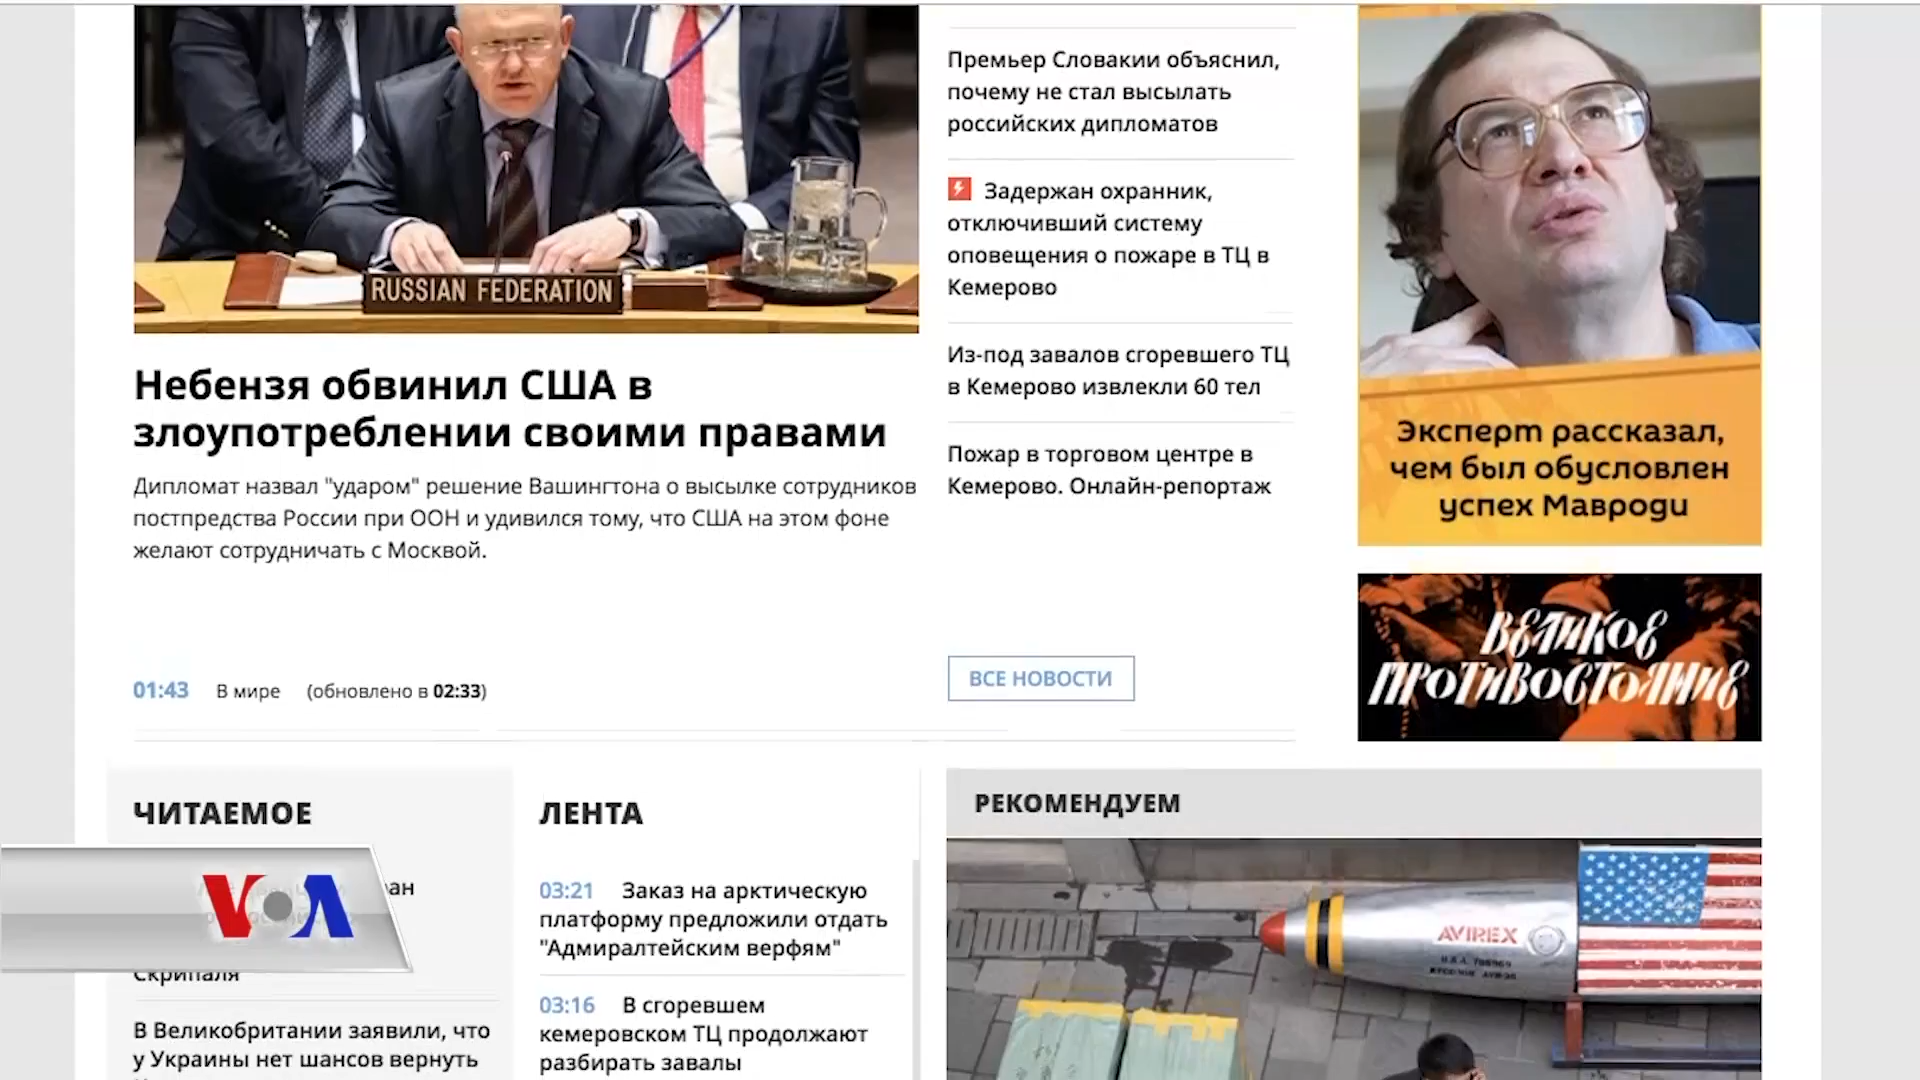 RUSSIAN FEDERATION
Небензя обвинил США в
злоупотреблении своими правами
Дипломат назвал "ударом" решение Вашингтона о высылке сотрудников
постпредства России при ООН и удивился тому, что США на этом фоне
желают сотрудничать с Москвой.
01:43 В мире (обновлено в 02:33)
Премьер Словакии объяснил,
почему не стал высылать
российских дипломатов
Задержан охранник,
отключивший систему
оповещения о пожаре в ТЦ в
Кемерово
Из-под завалов сгоревшего ТЦ
в Кемерово извлекли 60 тел
Пожар в торговом центре в
Кемерово. Онлайн-репортаж
ВСЕ НОВОСТИ
Эксперт рассказал,
чем был обусловлен
успех Мавроди
ВЕЛИКОЕ
ПРОТИВОСТОЯНИЕ
ЧИТАЕМОЕ
VOA
Скрипаля
В Великобритании заявили, что
у Украины нет шансов вернуть
ЛЕНТА
03:21 Заказ на арктическую
платформу предложили отдать
"Адмиралтейским верфям"
03:16 В сгоревшем
кемеровском ТЦ продолжают
разбирать завалы
РЕКОМЕНДУЕМ
AVIREX